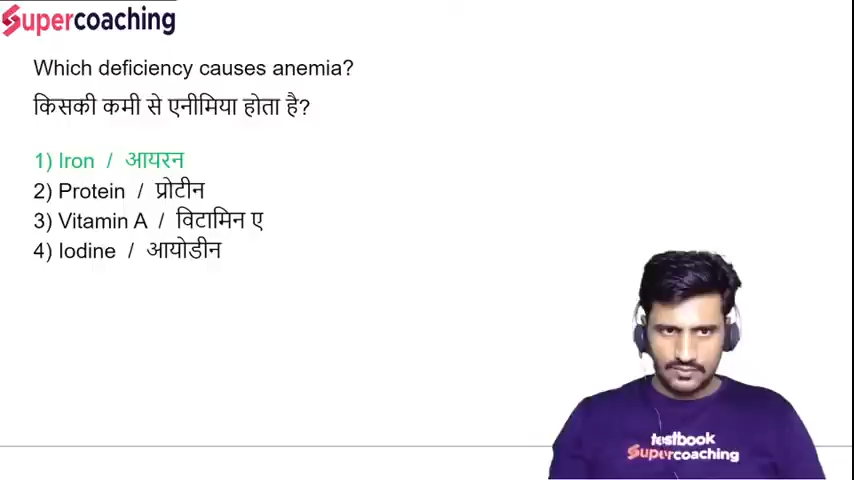 Supercoaching
Which deficiency causes anemia?
किसकी कमी से एनीमिया होता है?
1) Iron / आयरन
2) Protein / प्रोटीन
3) Vitamin A / विटामिन ए
4) Iodine / आयोडीन
testbook
Supercoaching